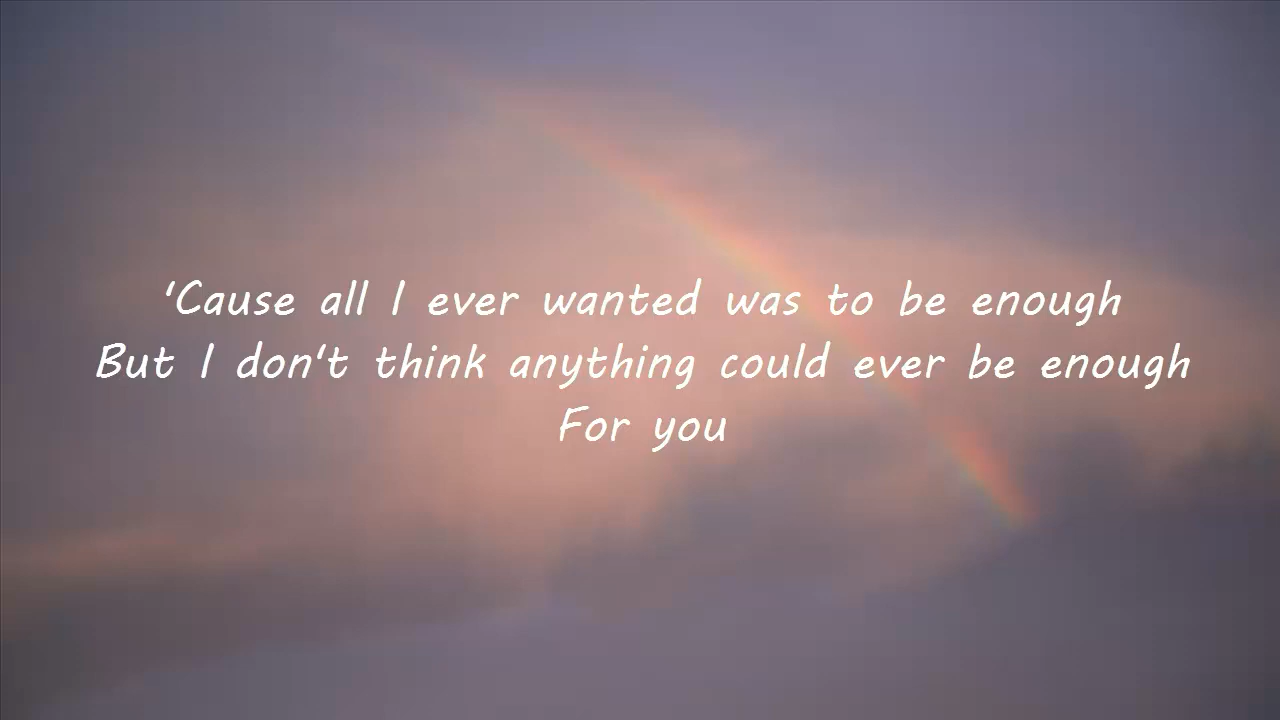 'Cause all I ever wanted was to be enough
But I don't think anything could ever be enough
For you